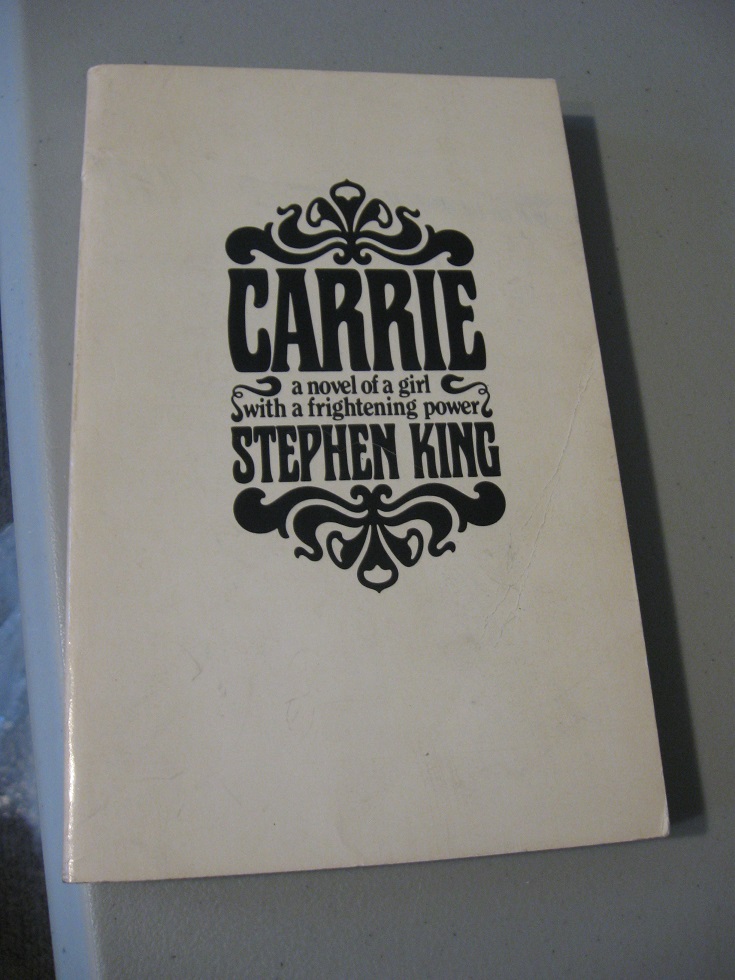 CARRIE
a novel of a girl
with a frightening power
STEPHEN KING